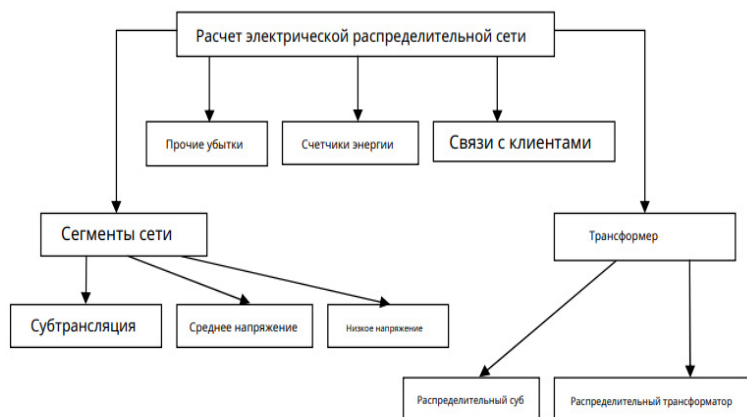 Расчет электрической распределительной сети
Прочие убытки
Счетчики энергии
Связи с клиентами
Сегменты сети
Трансформер
Субтрансляция
Среднее напряжение
Низкое напряжение
Распределительный суб
Распределительный трансформатор